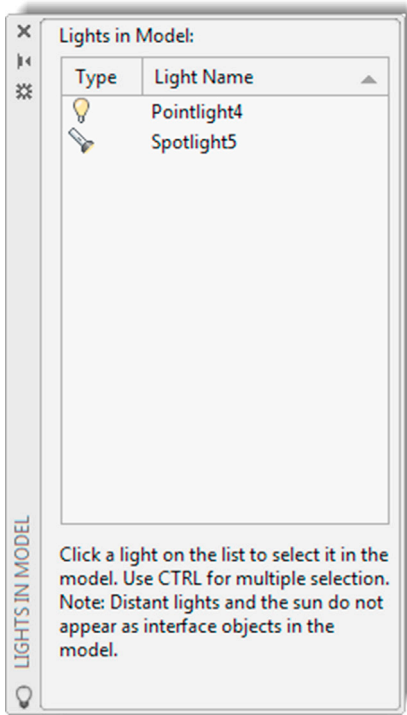 Lights in Model:
Type Light Name
Pointlight4
Spotlight5
Click a light on the list to select it in the
model. Use CTRL for multiple selection.
Note: Distant lights and the sun do not
appear as interface objects in the
model.
LIGHTS IN MODEL